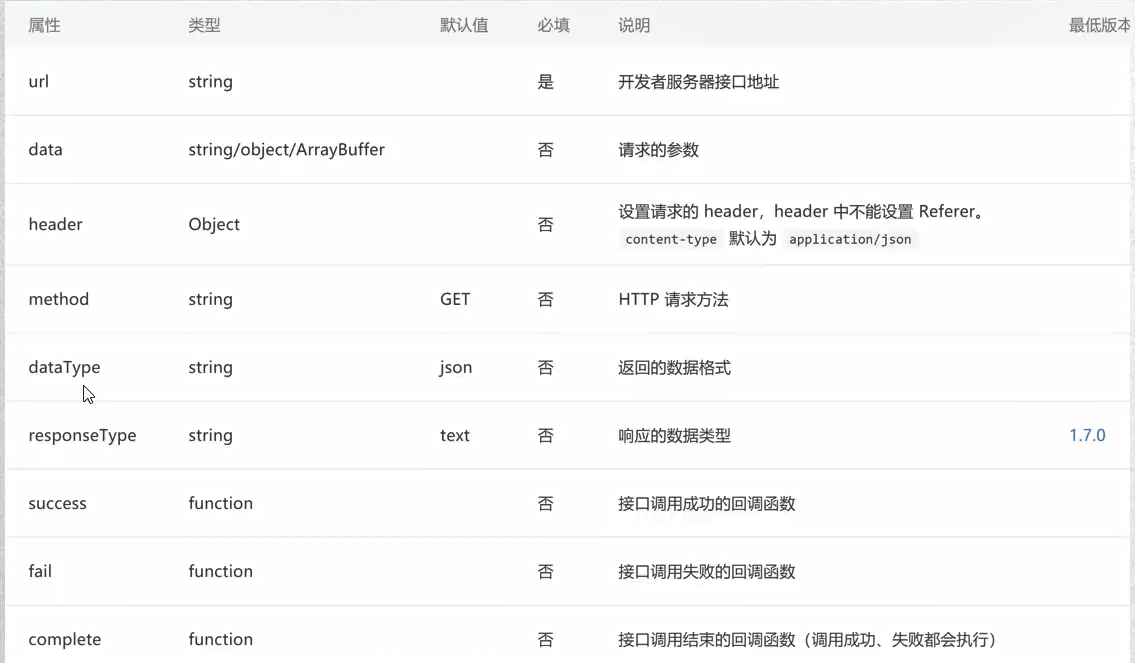 属性 类型 默认值 必填 说明 最低版本
url string 是 开发者服务器接口地址
data string/object/ArrayBuffer 否 请求的参数
header Object 否 设置请求的 header，header 中不能设置 Referer。
content-type 默认为 application/json
method string GET 否 HTTP 请求方法
dataType string json 否 返回的数据格式
responseType string text 否 响应的数据类型 1.7.0
success function 否 接口调用成功的回调函数
fail function 否 接口调用失败的回调函数
complete function 否 接口调用结束的回调函数（调用成功、失败都会执行）